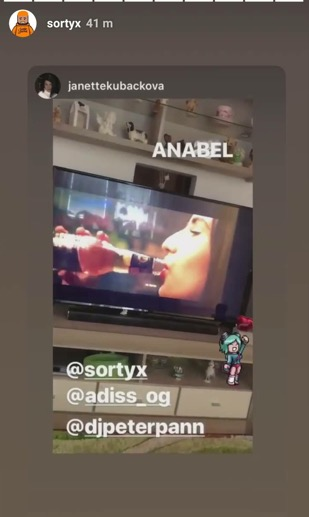 sortyx 41 m
janettekubackova
ANABEL
@sortyx
@adiss_og
@djpeterpann